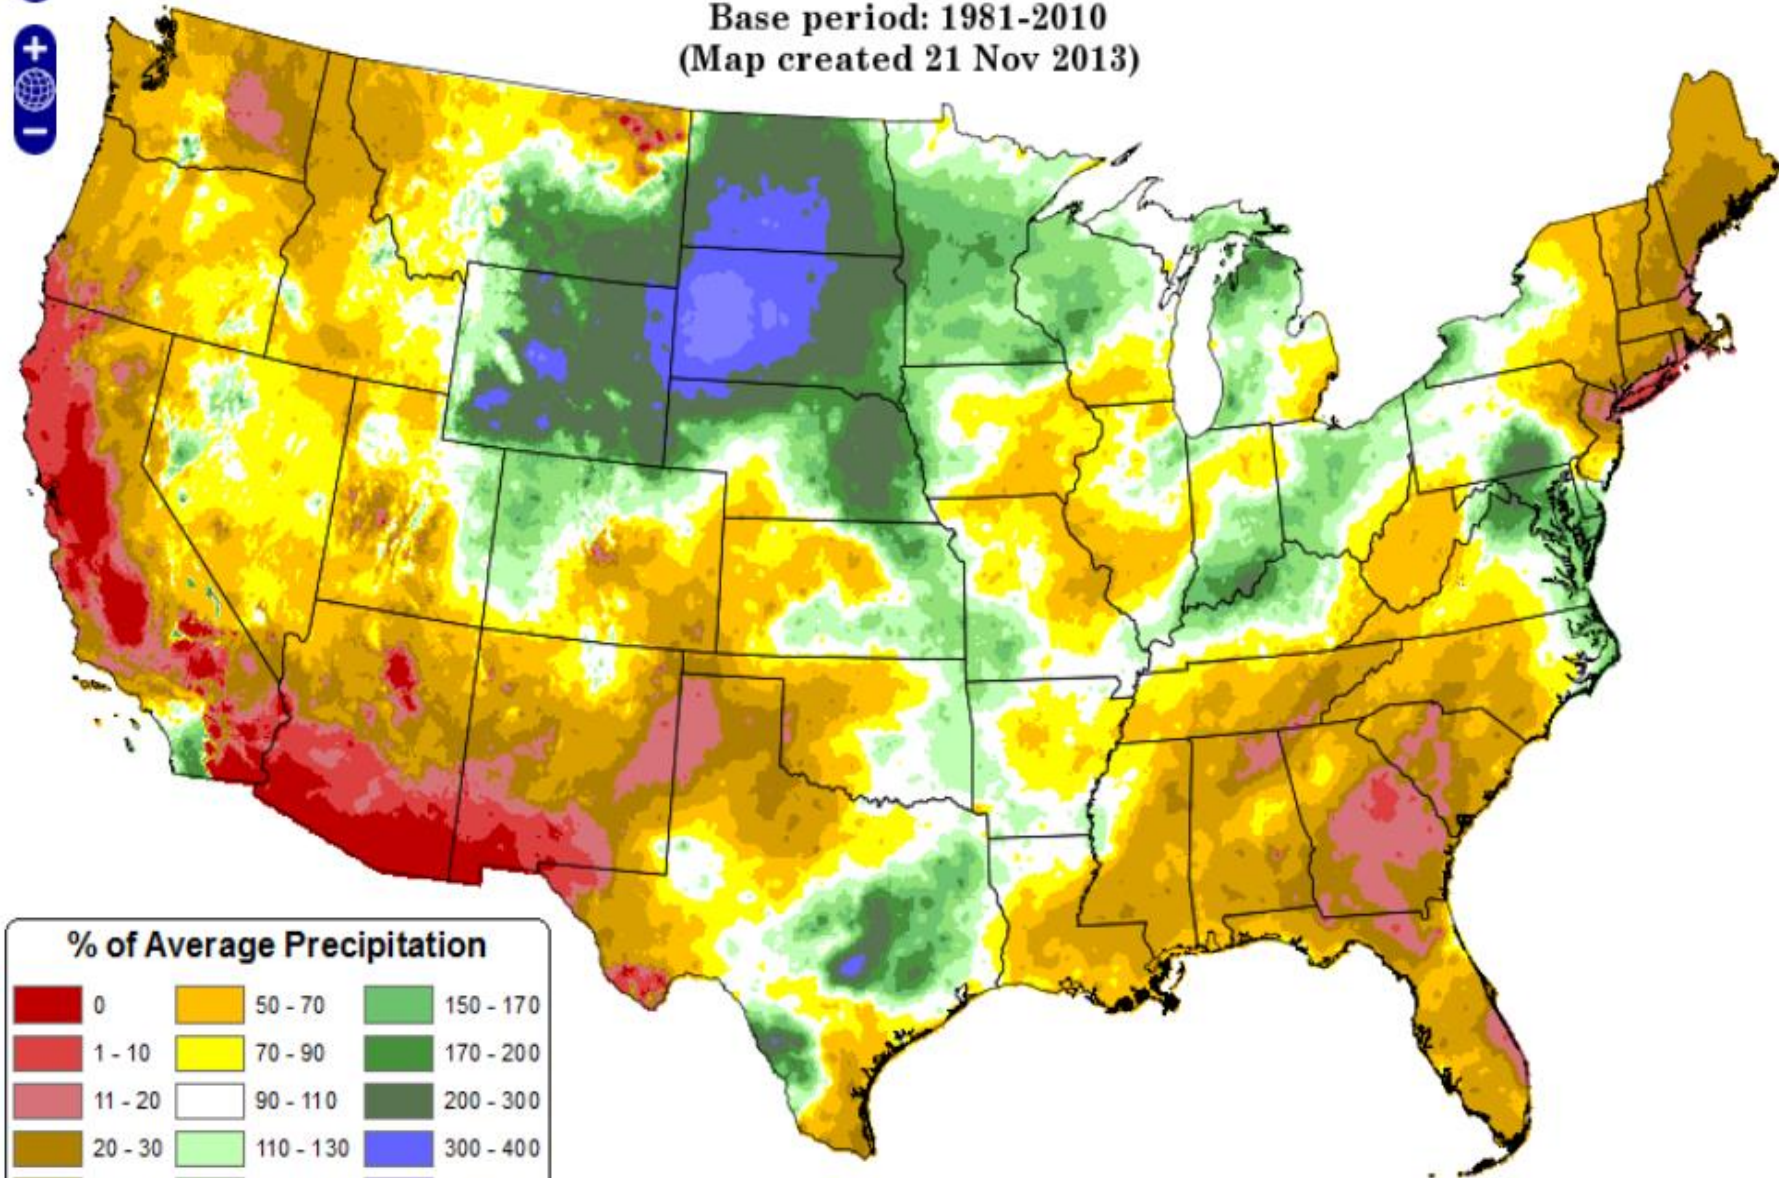 Base period: 1981-2010
(Map created 21 Nov 2013)
% of Average Precipitation
0
50 - 70
150 - 170
1 - 10
70 - 90
170 - 200
11 - 20
90 - 110
200 - 300
20 - 30
110 - 130
300 - 400